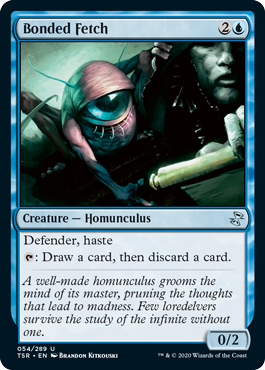 Bonded Fetch 2
Creature — Homunculus
Defender, haste
: Draw a card, then discard a card.
A well-made homunculus grooms the
mind of its master, pruning the thoughts
that lead to madness. Few loredelvers
survive the study of the infinite without
one.
0/2
054/289 U
TSR • EN Brandon Kitkouski
™ & © 2020 Wizards of the Coast